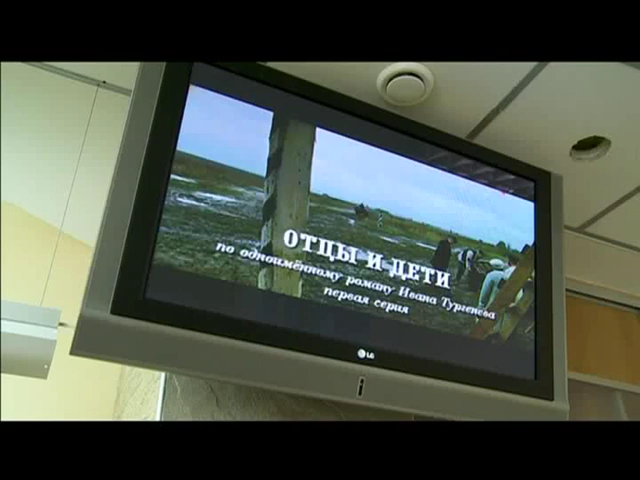 ОТЦЫ И ДЕТИ
по одноимённому роману Ивана Тургенева
первая серия
LG